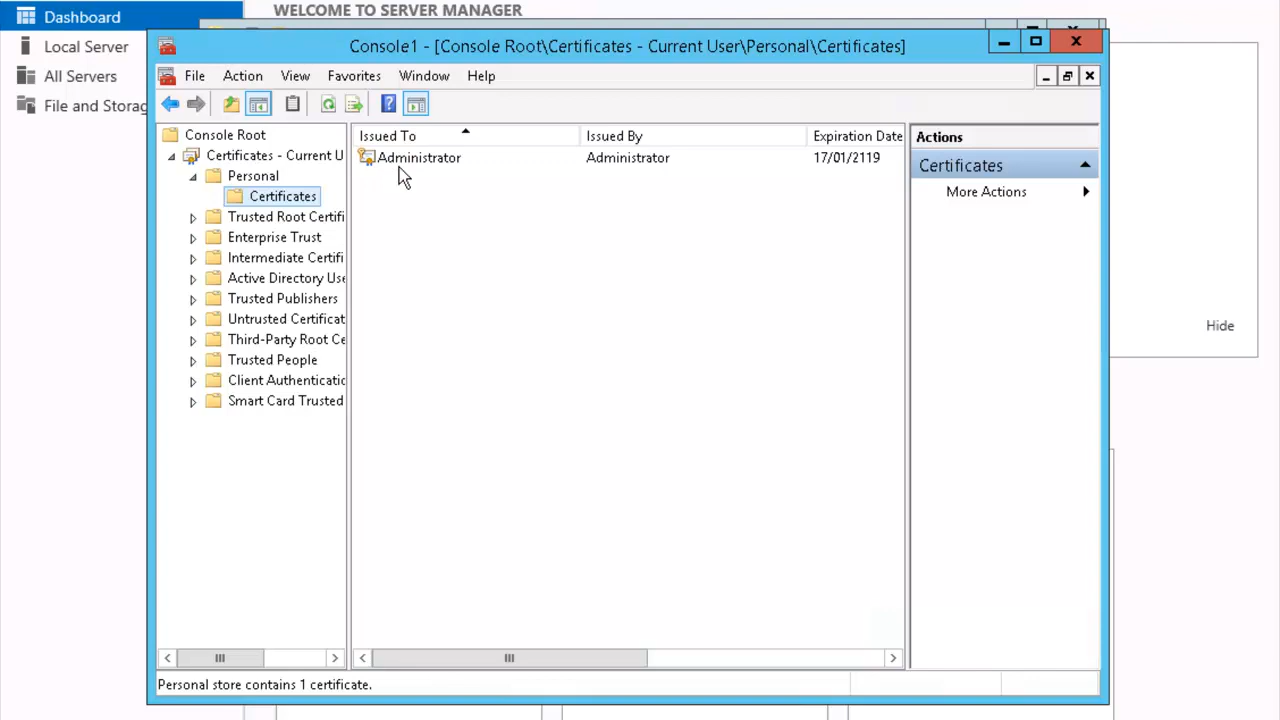 WELCOME TO SERVER MANAGER
Dashboard
Local Server
All Servers
File and Storag
Console1 - [Console Root\Certificates - Current User\Personal\Certificates]
File Action View Favorites Window Help
Console Root
Certificates - Current U
Personal
Certificates
Trusted Root Certifi
Enterprise Trust
Intermediate Certifi
Active Directory Use
Trusted Publishers
Untrusted Certificat
Third-Party Root Ce
Trusted People
Client Authenticatio
Smart Card Trusted
Issued To Issued By Expiration Date
Administrator Administrator 17/01/2119
Actions
Certificates
More Actions
Hide
Personal store contains 1 certificate.